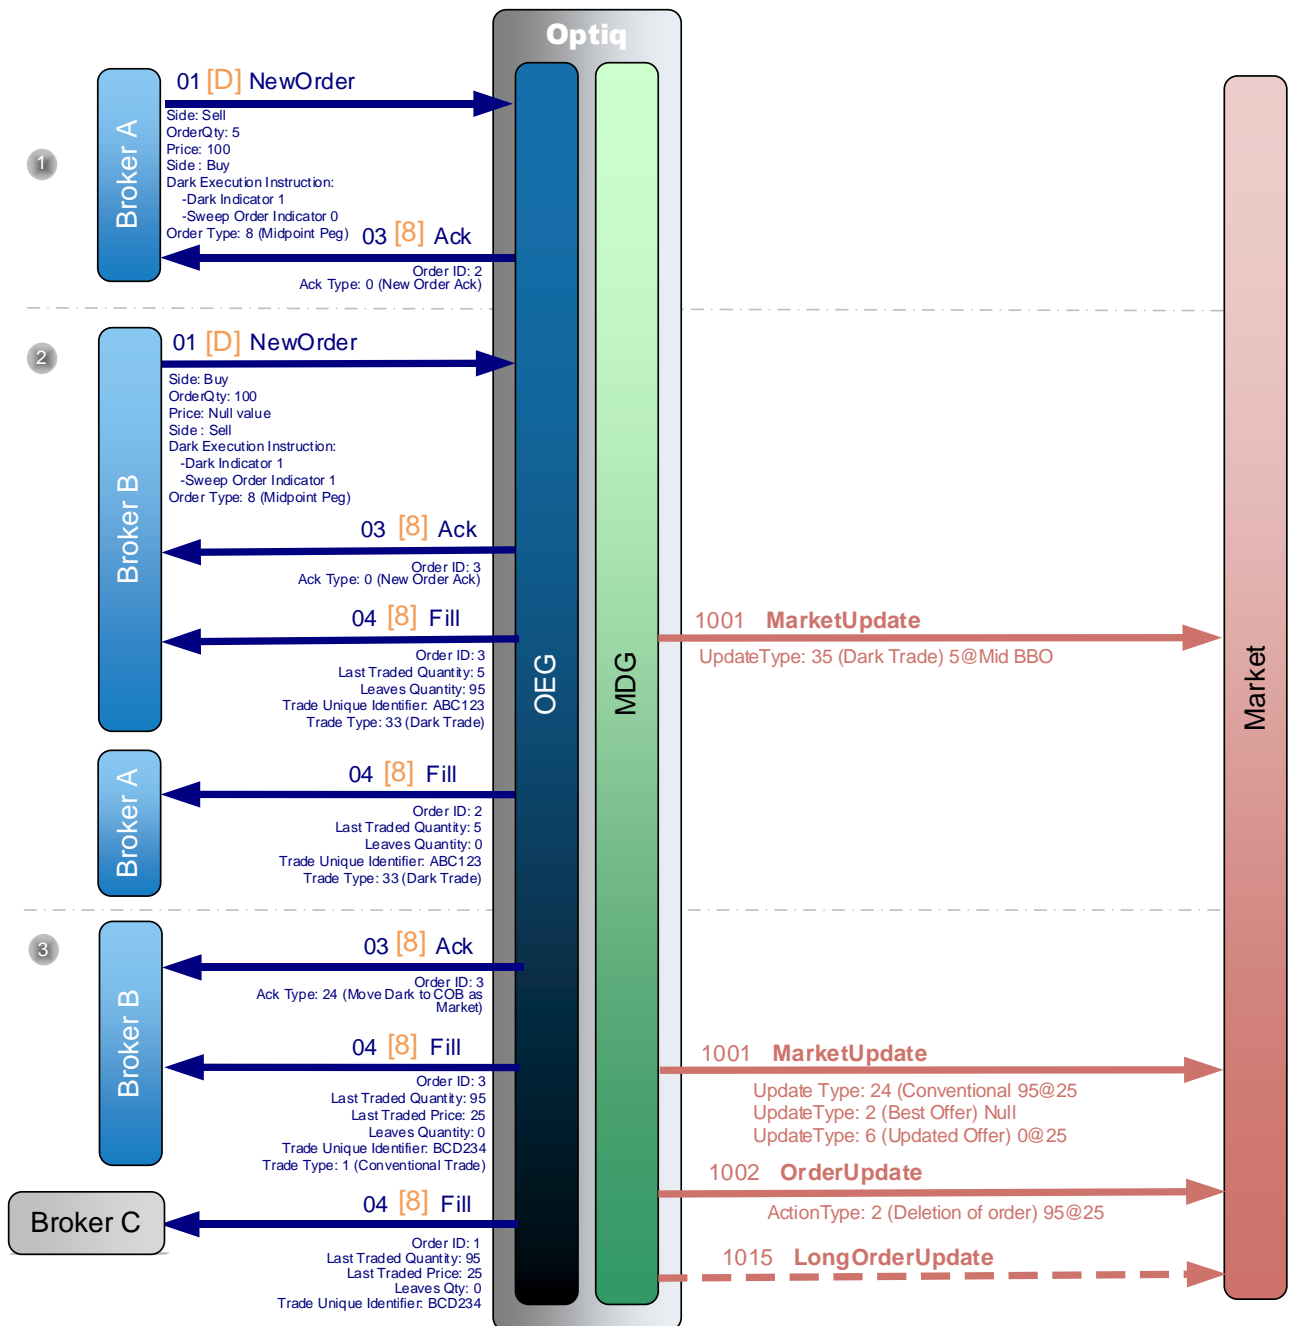 Optiq
OEG
MDG
Market
1
Broker A
01 [D] NewOrder
Side: Sell
OrderQty: 5
Price: 100
Side : Buy
Dark Execution Instruction:
-Dark Indicator 1
-Sweep Order Indicator 0
Order Type: 8 (Midpoint Peg)
03 [8] Ack
Order ID: 2
Ack Type: 0 (New Order Ack)
2
Broker B
01 [D] NewOrder
Side: Buy
OrderQty: 100
Price: Null value
Side : Sell
Dark Execution Instruction:
-Dark Indicator 1
-Sweep Order Indicator 1
Order Type: 8 (Midpoint Peg)
03 [8] Ack
Order ID: 3
Ack Type: 0 (New Order Ack)
04 [8] Fill
Order ID: 3
Last Traded Quantity: 5
Leaves Quantity: 95
Trade Unique Identifier: ABC123
Trade Type: 33 (Dark Trade)
1001 MarketUpdate
UpdateType: 35 (Dark Trade) 5@Mid BBO
Broker A
04 [8] Fill
Order ID: 2
Last Traded Quantity: 5
Leaves Quantity: 0
Trade Unique Identifier: ABC123
Trade Type: 33 (Dark Trade)
3
Broker B
03 [8] Ack
Order ID: 3
Ack Type: 24 (Move Dark to COB as
Market)
04 [8] Fill
Order ID: 3
Last Traded Quantity: 95
Last Traded Price: 25
Leaves Quantity: 0
Trade Unique Identifier: BCD234
Trade Type: 1 (Conventional Trade)
1001 MarketUpdate
Update Type: 24 (Conventional 95@25
UpdateType: 2 (Best Offer) Null
UpdateType: 6 (Updated Offer) 0@25
1002 OrderUpdate
ActionType: 2 (Deletion of order) 95@25
Broker C
04 [8] Fill
Order ID: 1
Last Traded Quantity: 95
Last Traded Price: 25
Leaves Qty: 0
Trade Unique Identifier: BCD234
1015 LongOrderUpdate